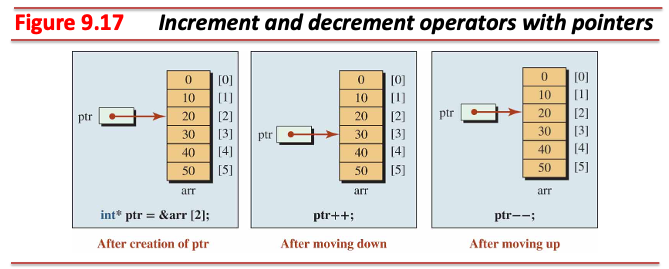 Figure 9.17 Increment and decrement operators with pointers
0 [0]
10 [1]
ptr 20 [2]
30 [3]
40 [4]
50 [5]
arr
int* ptr = &arr [2];
After creation of ptr
0 [0]
10 [1]
20 [2]
ptr 30 [3]
40 [4]
50 [5]
arr
ptr++;
After moving down
0 [0]
10 [1]
ptr 20 [2]
30 [3]
40 [4]
50 [5]
arr
ptr−−;
After moving up